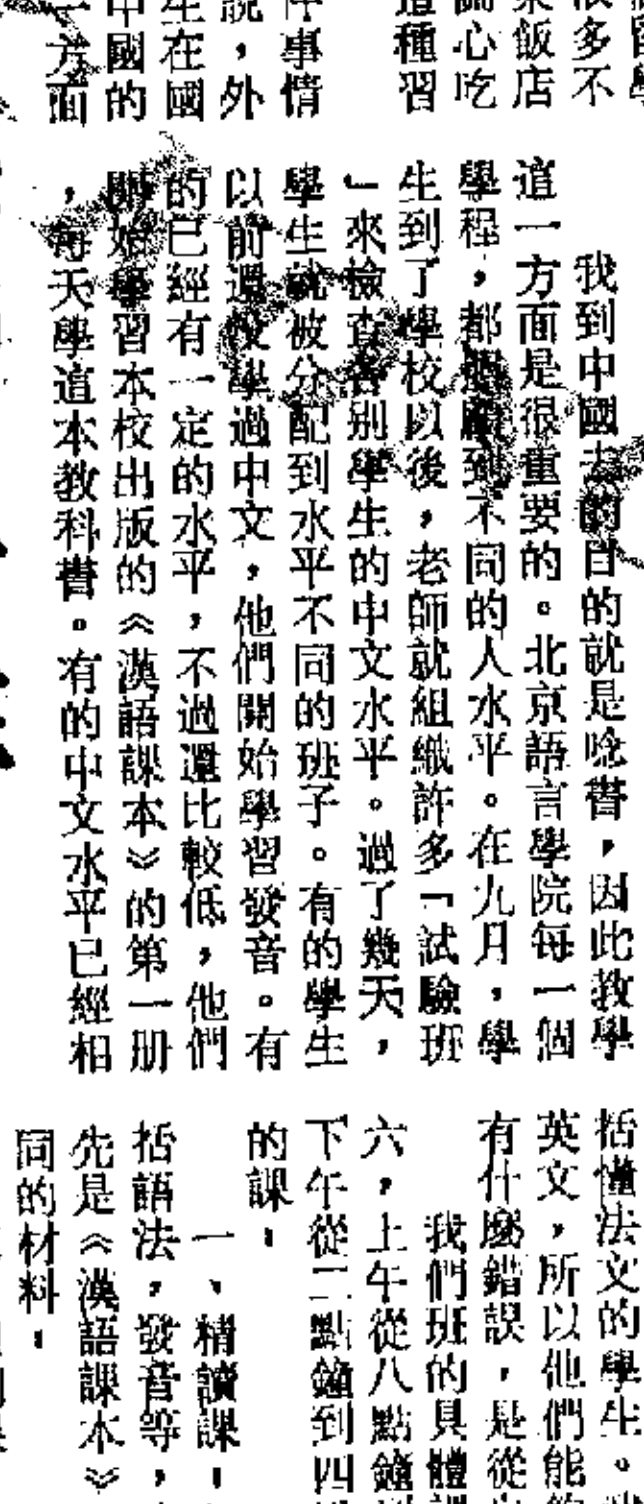 多不
飯店
心吃
種習
事情
,外
在國
國的
方面
我到中國去的目的就是唸書,因此教學
道一方面是很重要的。北京語言學院每一個
學程,都照顧到不同的人水平。在九月,學
生到了學校以後,老師就組織許多「試驗班
」來檢查各別學生的中文水平。過了幾天,
學生就被分配到水平不同的班子。有的學生
以前還沒學過中文,他們開始學習發音。有
的已經有一定的水平,不過還比較低,他們
開始學習本校出版的《漢語課本》的第一册
,每天學這本教科書。有的中文水平已經相
括懂法文的學生。
英文,所以他們能
有什麼錯誤,是從
我們班的具體
六,上午從八點鐘
下午從二點鐘到四
的課:
一、精讀課:
括語法,發音等,
先是《漢語課本》
同的材料: